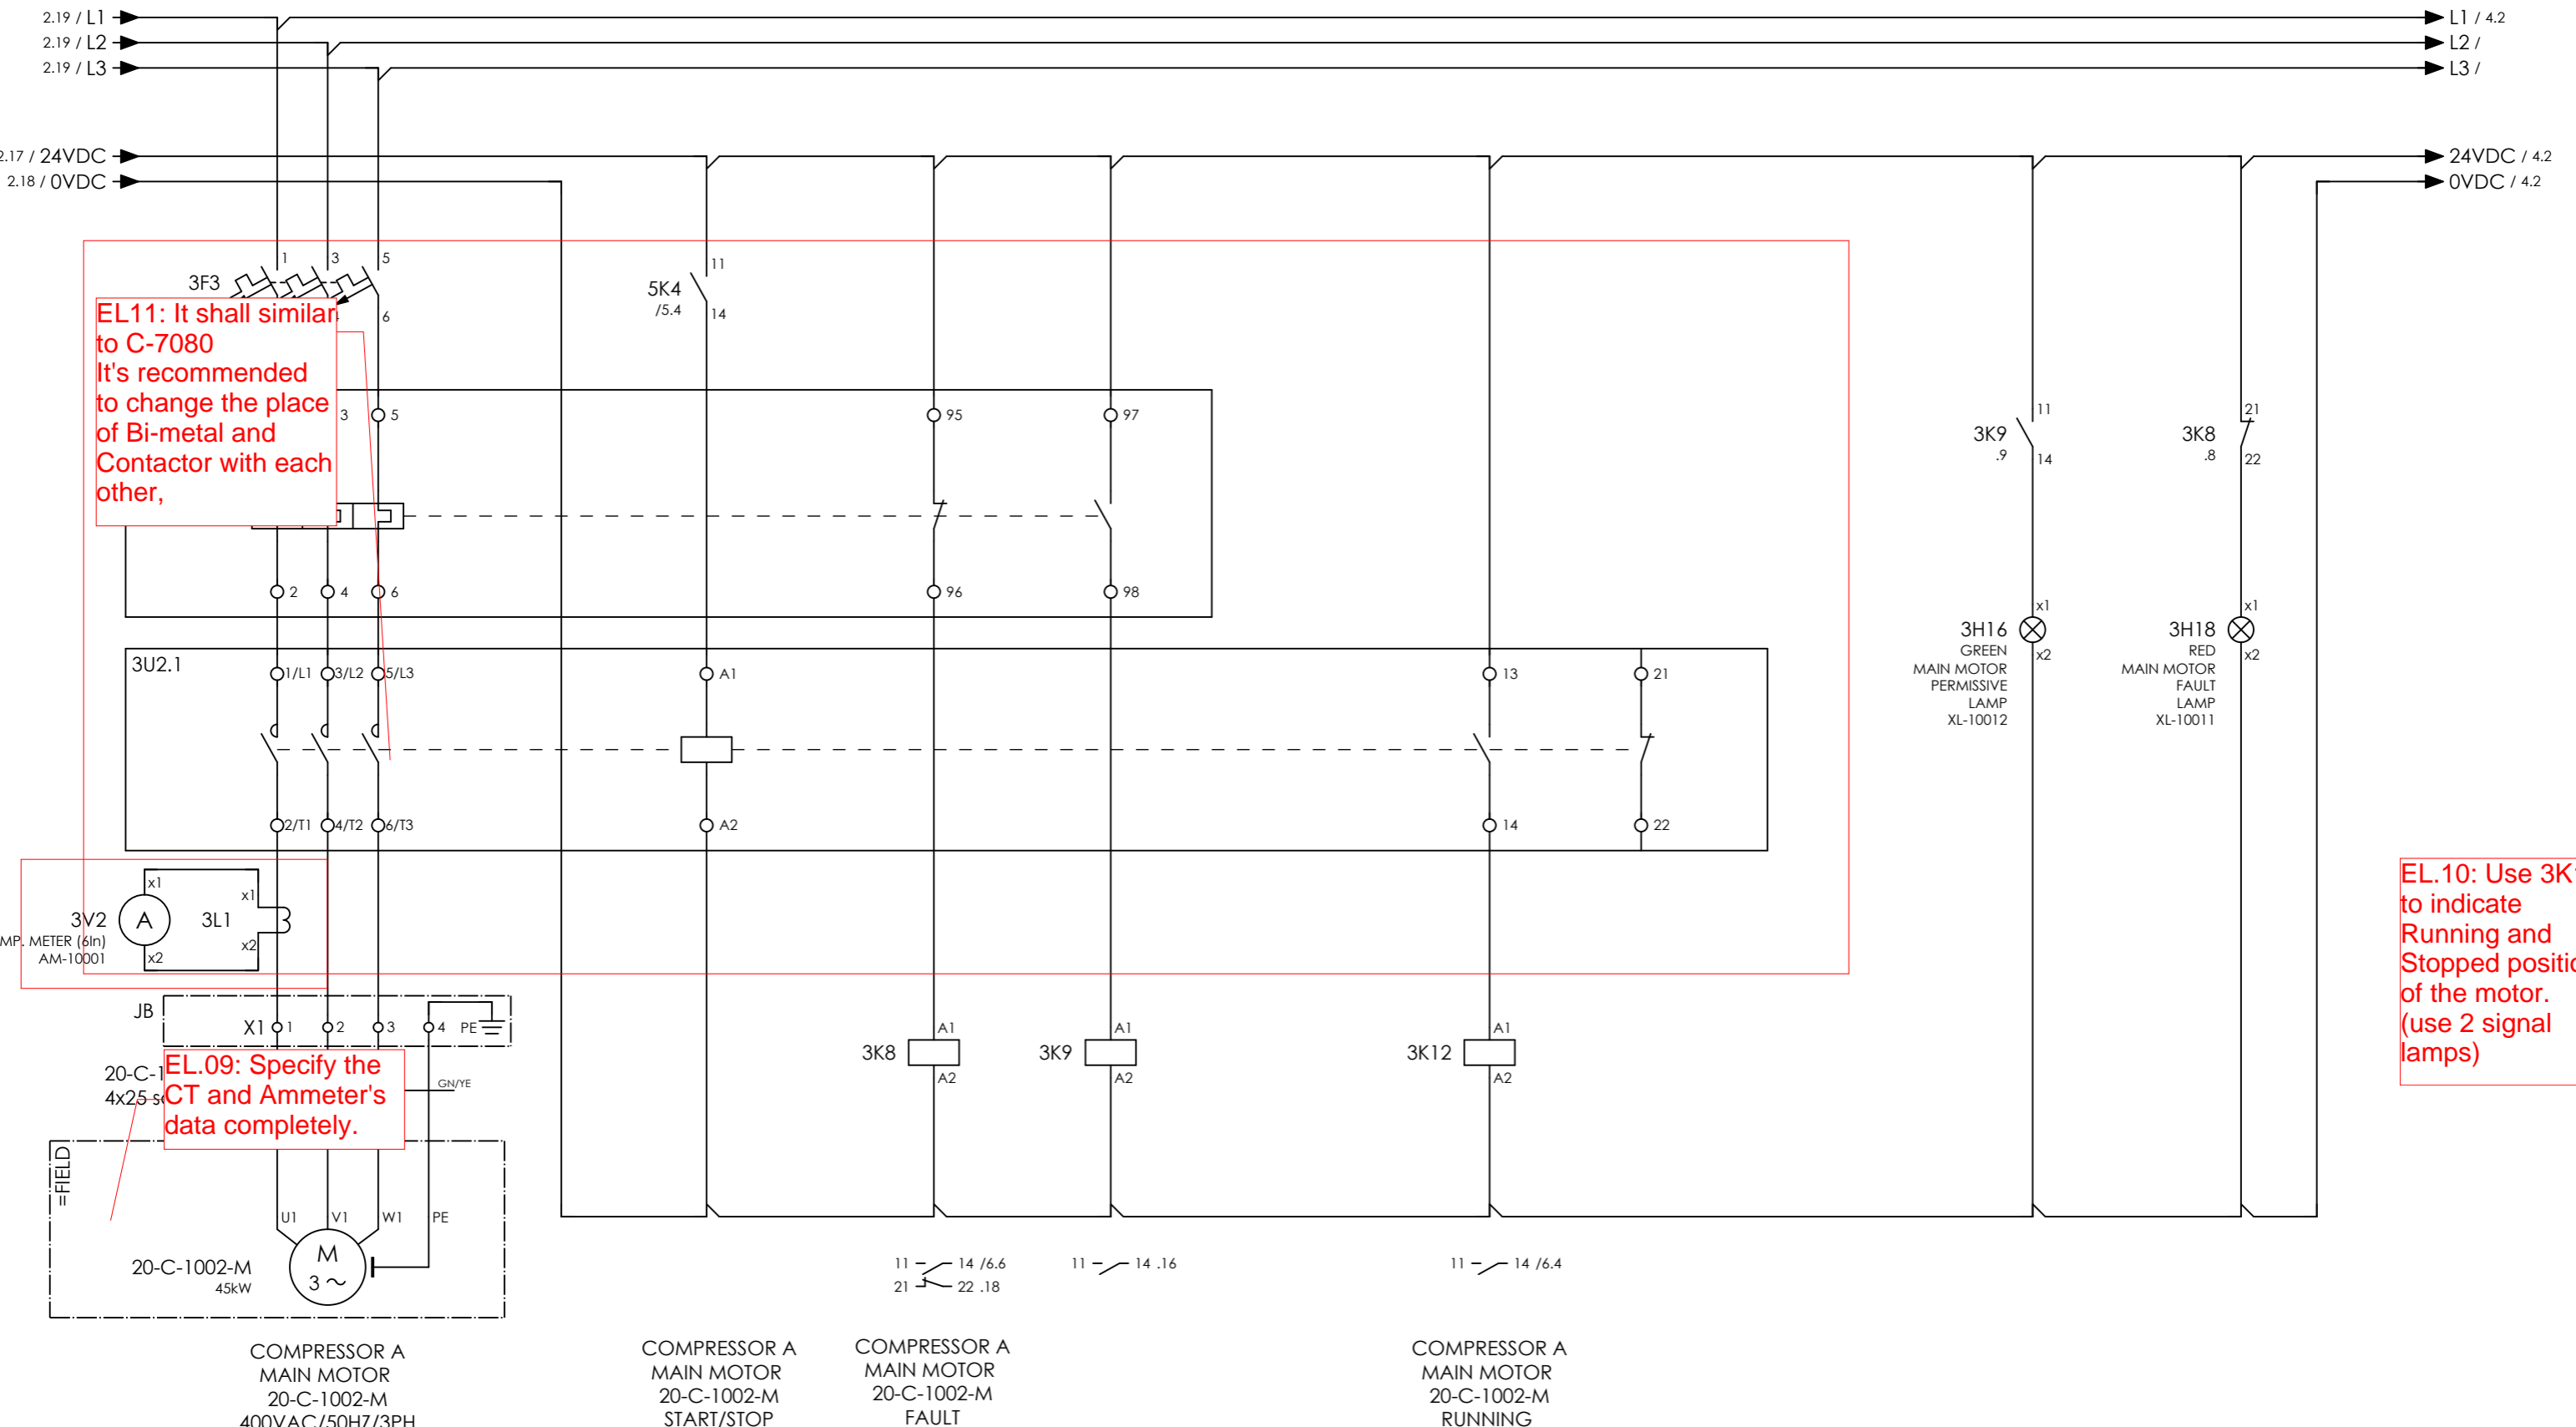 2.19 / L1
L1 / 4.2
2.19 / L2
L2 /
2.19 / L3
L3 /
2.17 / 24VDC
24VDC / 4.2
2.18 / 0VDC
0VDC / 4.2
3F3
1
3
5
6
5K4
/5.4
11
14
EL11: It shall similar
to C-7080
It's recommended
to change the place
of Bi-metal and
Contactor with each
other,
3
5
95
97
2
4
6
96
98
3K9
.9
11
14
3K8
.8
21
22
3H16
GREEN
MAIN MOTOR
PERMISSIVE
LAMP
XL-10012
x1
x2
3H18
RED
MAIN MOTOR
FAULT
LAMP
XL-10011
x1
x2
3U2.1
1/L1
3/L2
5/L3
A1
13
21
2/T1
4/T2
6/T3
A2
14
22
3V2
MP. METER (6In)
AM-10001
x1
A
x2
3L1
x1
x2
EL.10: Use 3K
to indicate
Running and
Stopped positio
of the motor.
(use 2 signal
lamps)
JB
X1
1
2
3
4
PE
20-C-1
4x25 s
GN/YE
EL.09: Specify the
CT and Ammeter's
data completely.
3K8
A1
A2
3K9
A1
A2
3K12
A1
A2
=FIELD
U1
V1
W1
PE
M
3 ~
20-C-1002-M
45kW
11
14 /6.6
21
22 .18
11
14 .16
11
14 /6.4
COMPRESSOR A
MAIN MOTOR
20-C-1002-M
400VAC/50HZ/3PH
COMPRESSOR A
MAIN MOTOR
20-C-1002-M
START/STOP
COMPRESSOR A
MAIN MOTOR
20-C-1002-M
FAULT
COMPRESSOR A
MAIN MOTOR
20-C-1002-M
RUNNING